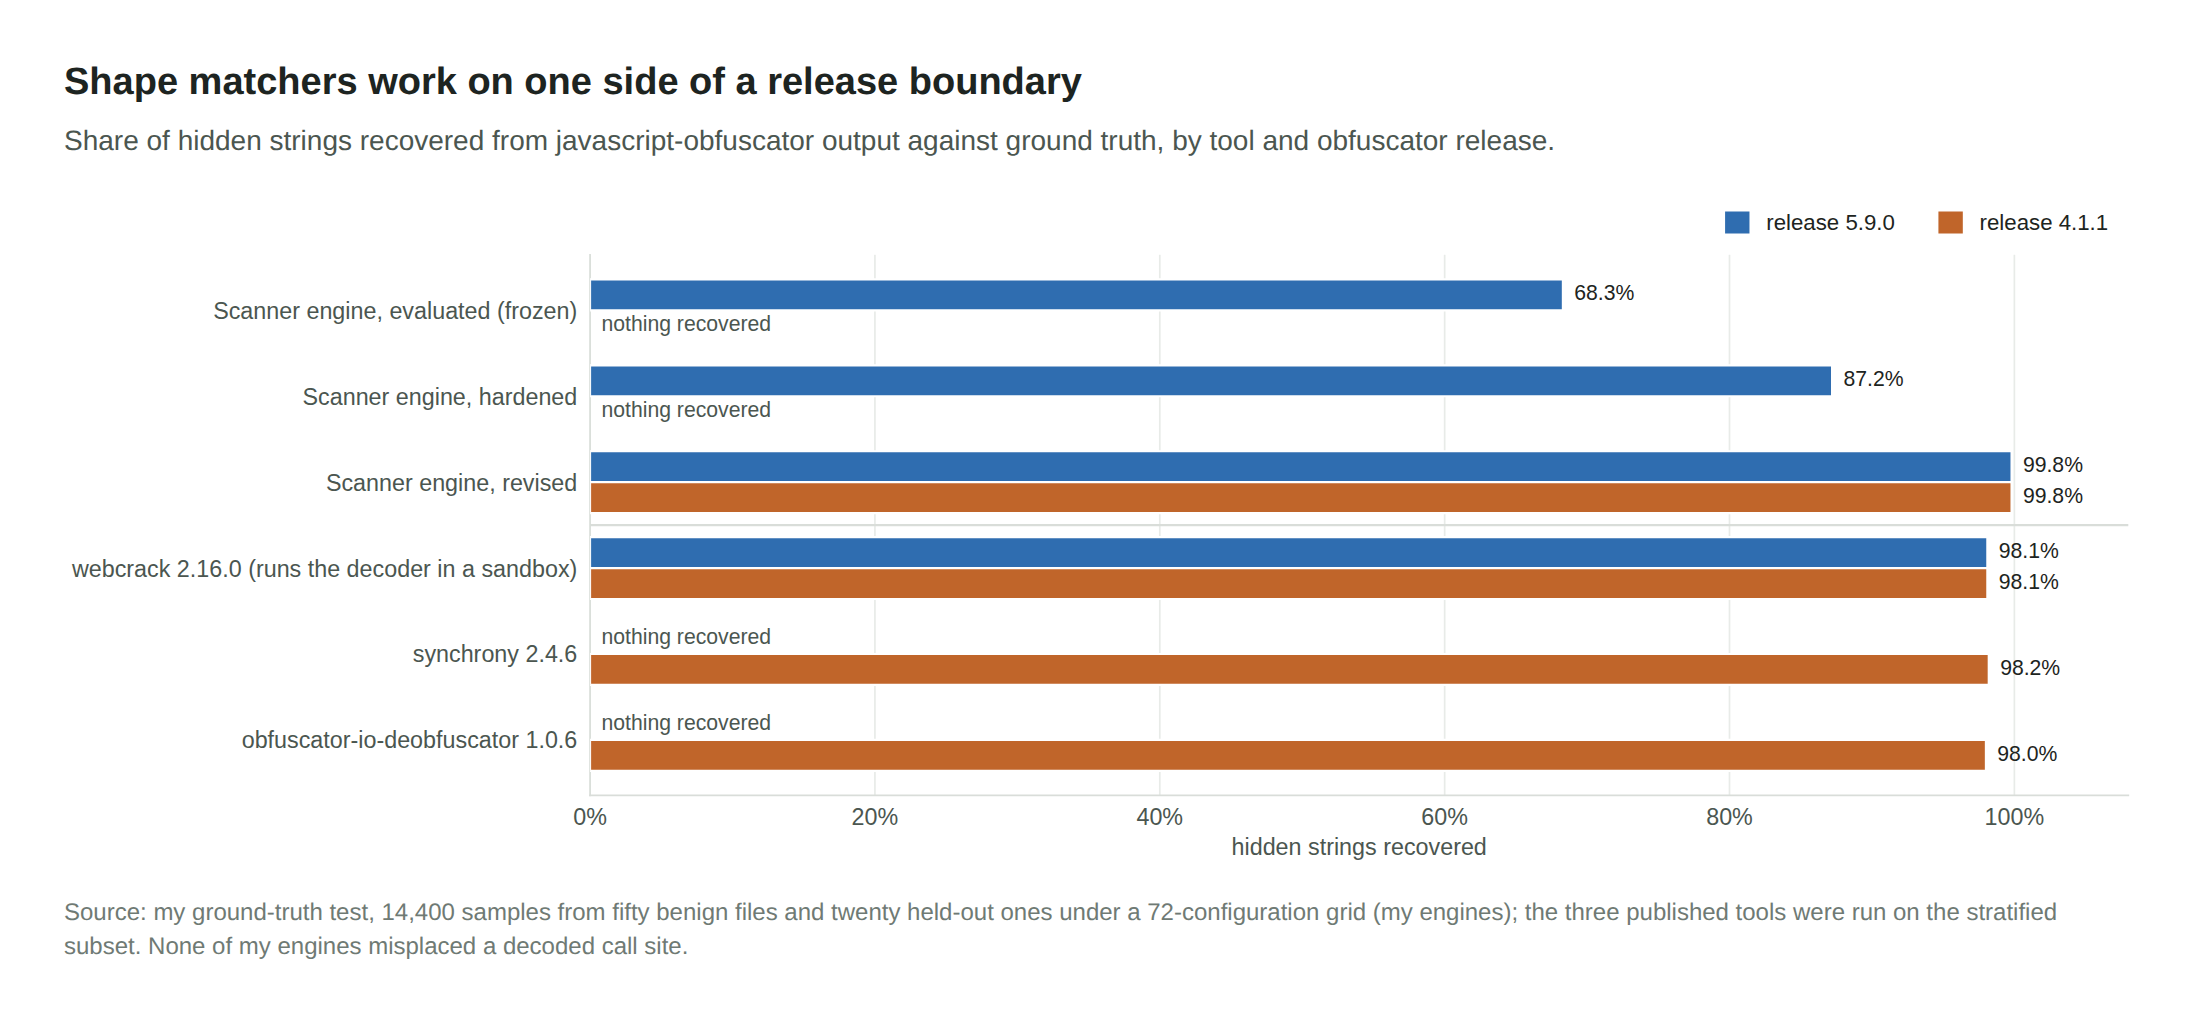 Shape matchers work on one side of a release boundary
Share of hidden strings recovered from javascript-obfuscator output against ground truth, by tool and obfuscator release.
release 5.9.0
release 4.1.1
Scanner engine, evaluated (frozen)
68.3%
nothing recovered
Scanner engine, hardened
87.2%
nothing recovered
Scanner engine, revised
99.8%
99.8%
webcrack 2.16.0 (runs the decoder in a sandbox)
98.1%
98.1%
synchrony 2.4.6
nothing recovered
98.2%
obfuscator-io-deobfuscator 1.0.6
nothing recovered
98.0%
0%
20%
40%
60%
80%
100%
hidden strings recovered
Source: my ground-truth test, 14,400 samples from fifty benign files and twenty held-out ones under a 72-configuration grid (my engines); the three published tools were run on the stratified
subset. None of my engines misplaced a decoded call site.